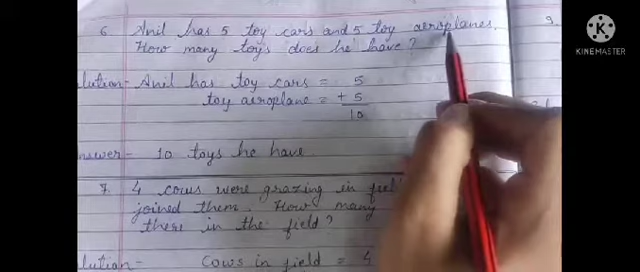 6. Anil has 5 toy cars and 5 toy aeroplanes.
How many toys does he have?
lution- Anil has toy cars = 5
toy aeroplane = + 5
10
nswer- 10 toys he have
7. 4 cows were grazing in
joined them. How many
there in the field?
lution- Cows in field = 4
9.
KINEMASTER